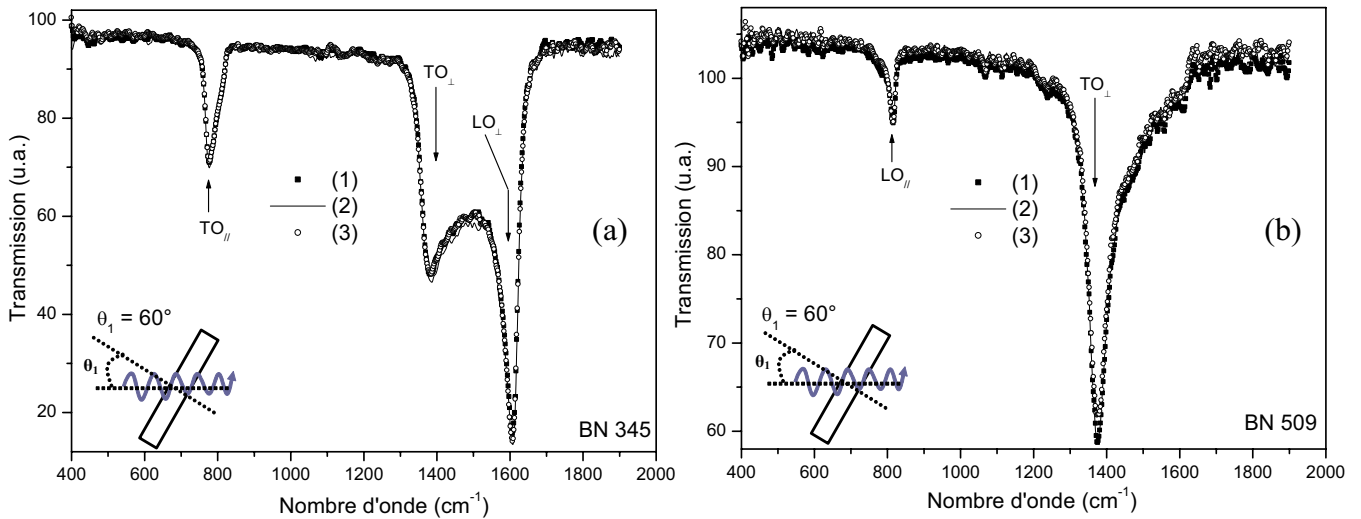 Transmission (u.a.)
100
80
60
40
20
TO⊥
LO⊥
TO//
(1)
(2)
(3)
(a)
θ1 = 60°
θ1
BN 345
400 600 800 1000 1200 1400 1600 1800 2000
Nombre d'onde (cm-1)
Transmission (u.a.)
100
90
80
70
60
TO⊥
LO//
(1)
(2)
(3)
(b)
θ1 = 60°
θ1
BN 509
400 600 800 1000 1200 1400 1600 1800 2000
Nombre d'onde (cm-1)